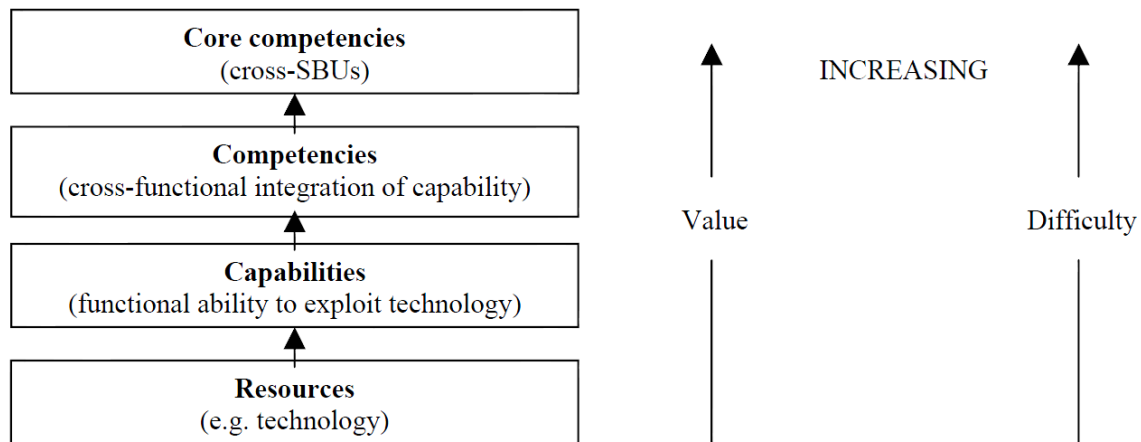 Core competencies
(cross-SBUs)
INCREASING
Competencies
(cross-functional integration of capability)
Value
Difficulty
Capabilities
(functional ability to exploit technology)
Resources
(e.g. technology)